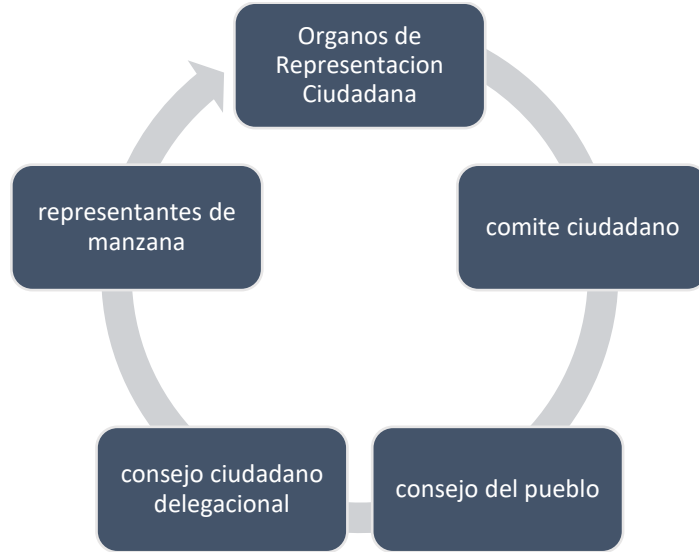 Organos de
Representacion
Ciudadana
comite ciudadano
consejo del pueblo
consejo ciudadano
delegacional
representantes de
manzana